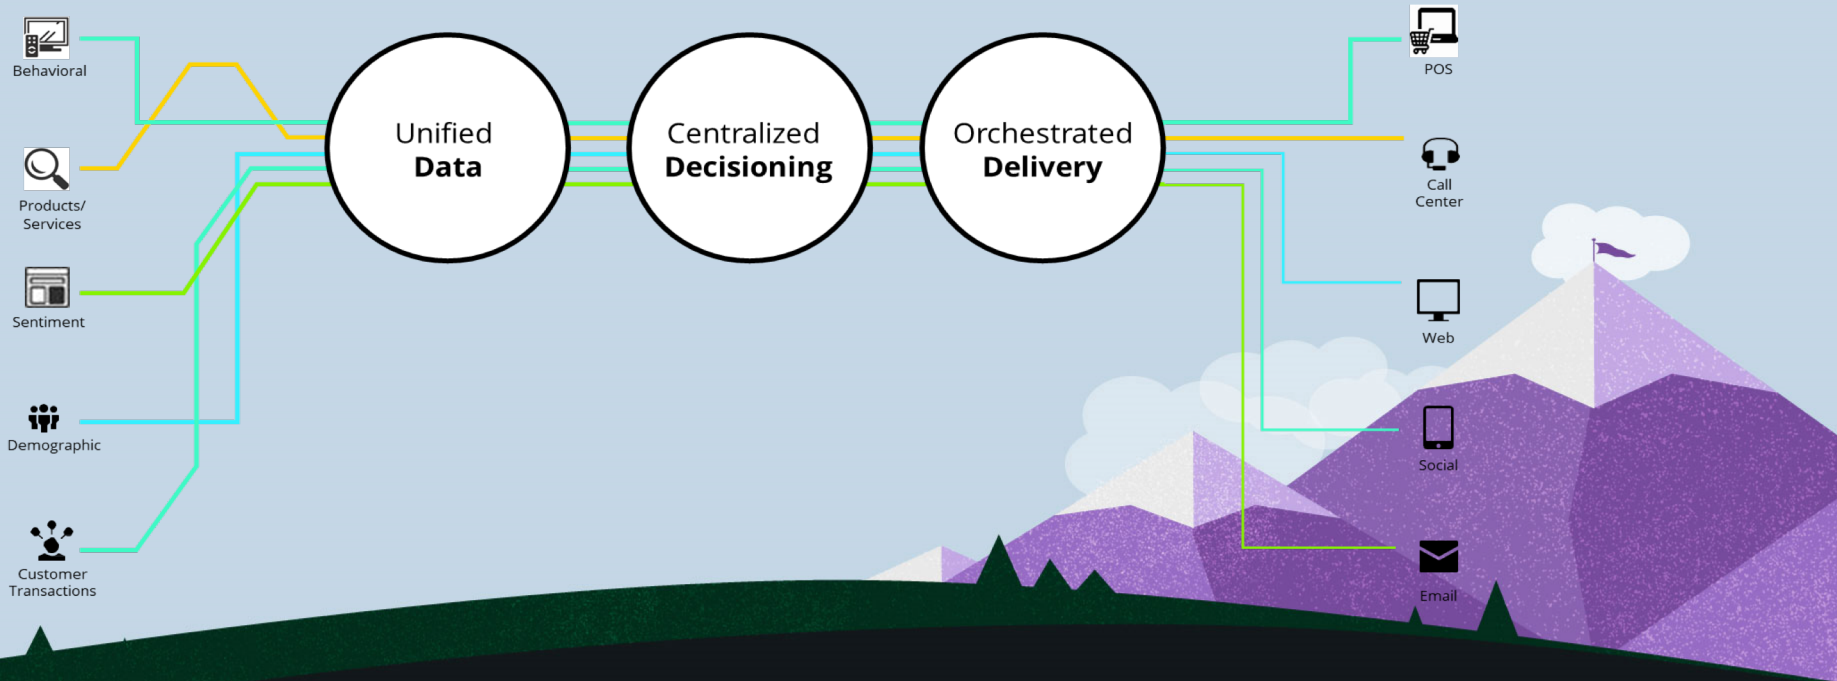 Behavioral
Products/
Services
Sentiment
Demographic
Customer
Transactions
Unified
Data
Centralized
Decisioning
Orchestrated
Delivery
POS
Call
Center
Web
Social
Email